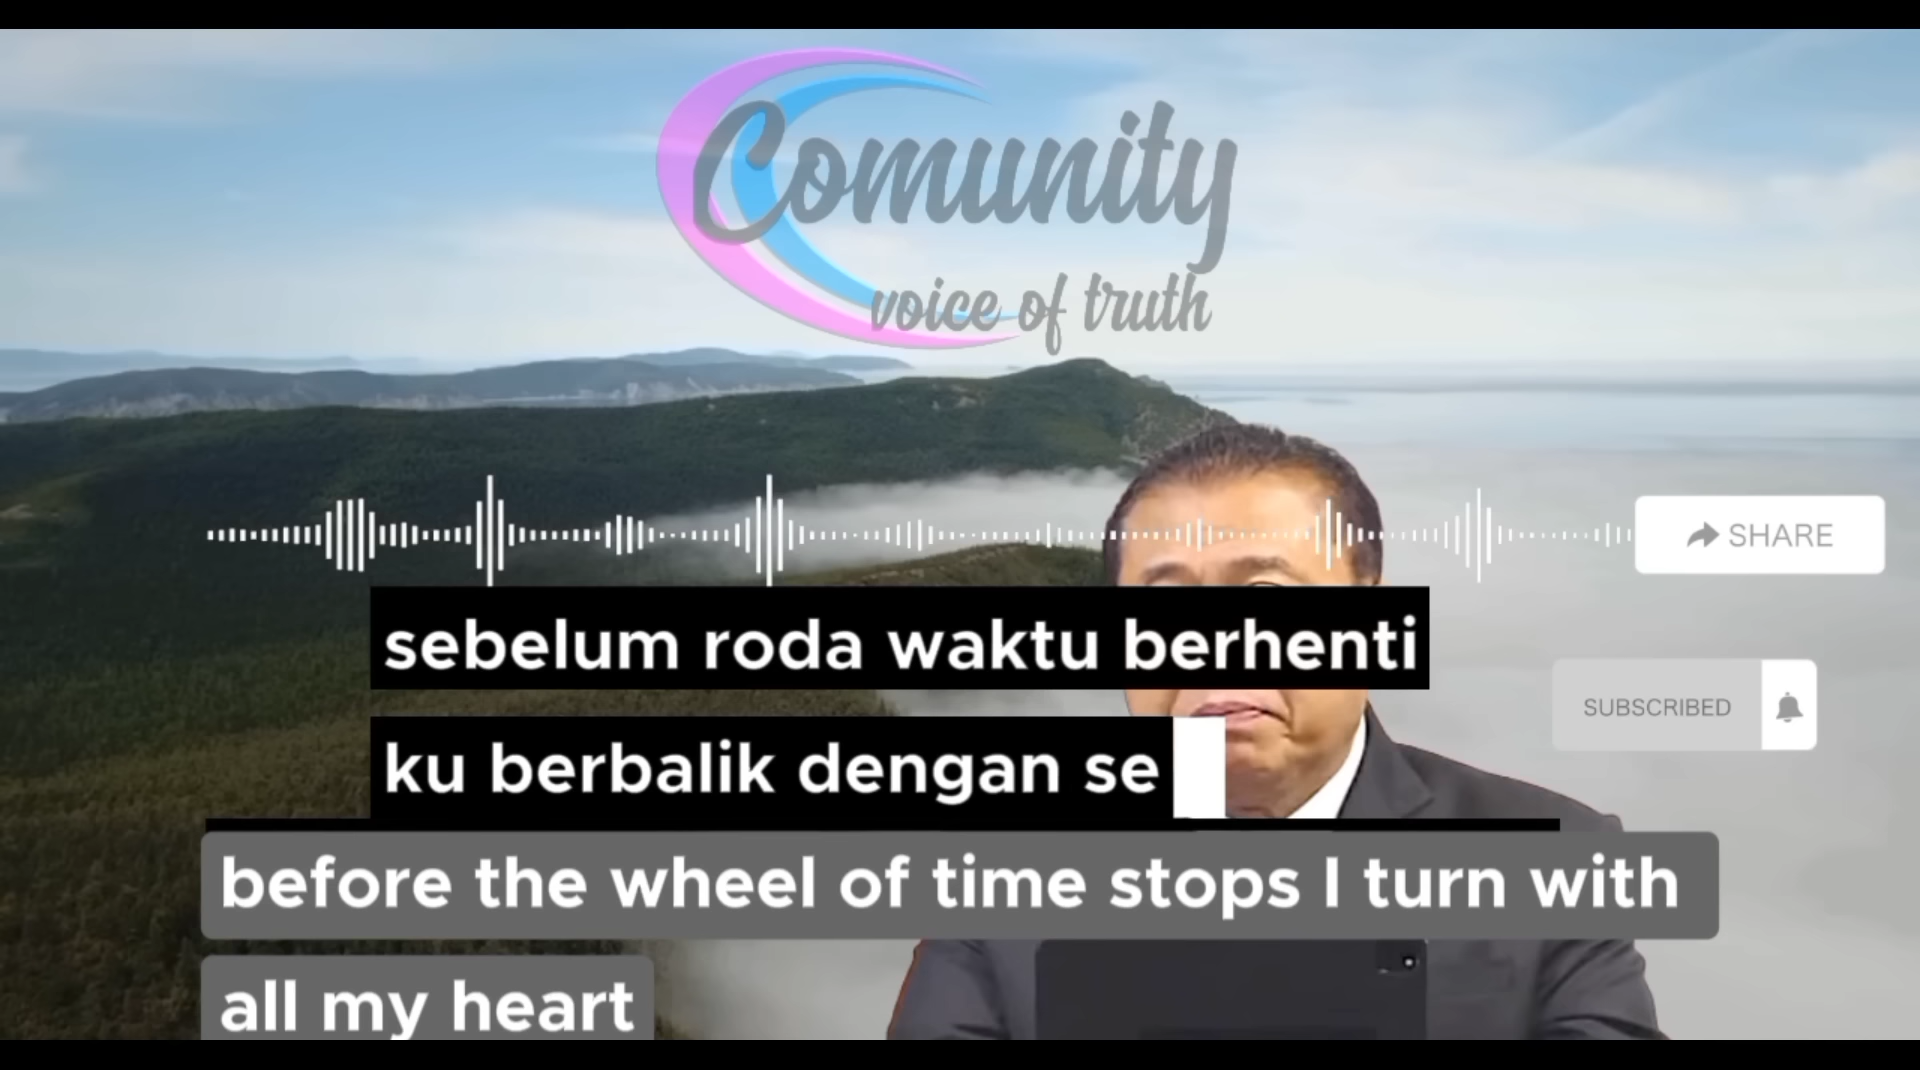 Comunity
voice of truth
SHARE
sebelum roda waktu berhenti
SUBSCRIBED
ku berbalik dengan se
before the wheel of time stops I turn with
all my heart